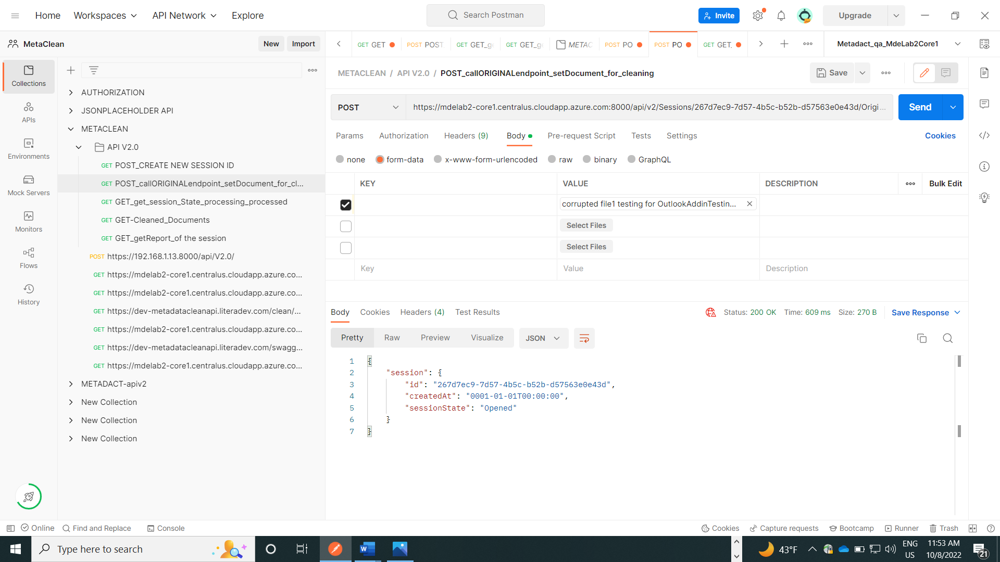 Home
Workspaces
API Network
Explore
Search Postman
Invite
Upgrade
MetaClean
New
Import
GET GET
POST POST
GET GET_ge
GET GET_ge
METAC
POST PO
POST PO
GET GET.
Metadact_qa_MdeLab2Core1
Collections
APIs
Environments
Mock Servers
Monitors
Flows
History
AUTHORIZATION
JSONPLACEHOLDER API
METACLEAN
API V2.0
GET POST_CREATE NEW SESSION ID
GET POST_callORIGINALendpoint_setDocument_for_cl...
GET GET_get_session_State_processing_processed
GET GET-Cleaned_Documents
GET GET_getReport_of the session
POST https://192.168.1.13.8000/api/V2.0/
GET https://mdelab2-core1.centralus.cloudapp.azure.co...
GET https://mdelab2-core1.centralus.cloudapp.azure.co...
GET https://dev-metadatacleanapi.literadev.com/clean/...
GET https://mdelab2-core1.centralus.cloudapp.azure.co...
GET https://dev-metadatacleanapi.literadev.com/swagg...
GET https://mdelab2-core1.centralus.cloudapp.azure.co...
METADACT-apiv2
New Collection
New Collection
New Collection
METACLEAN / API V2.0 / POST_callORIGINALendpoint_setDocument_for_cleaning
Save
POST
https://mdelab2-core1.centralus.cloudapp.azure.com:8000/api/v2/Sessions/267d7ec9-7d57-4b5c-b52b-d57563e0e43d/Origi...
Send
Params
Authorization
Headers (9)
Body
Pre-request Script
Tests
Settings
Cookies
none
form-data
x-www-form-urlencoded
raw
binary
GraphQL
KEY
VALUE
DESCRIPTION
Bulk Edit
corrupted file1 testing for OutlookAddinTestin...
Select Files
Select Files
Key
Value
Description
Body
Cookies
Headers (4)
Test Results
Status: 200 OK
Time: 609 ms
Size: 270 B
Save Response
Pretty
Raw
Preview
Visualize
JSON
1 {
2 "session": {
3 "id": "267d7ec9-7d57-4b5c-b52b-d57563e0e43d",
4 "createdAt": "0001-01-01T00:00:00",
5 "sessionState": "Opened"
6 }
7 }
Online
Find and Replace
Console
Cookies
Capture requests
Bootcamp
Runner
Trash
Type here to search
43°F
ENG
US
11:53 AM
10/8/2022
21